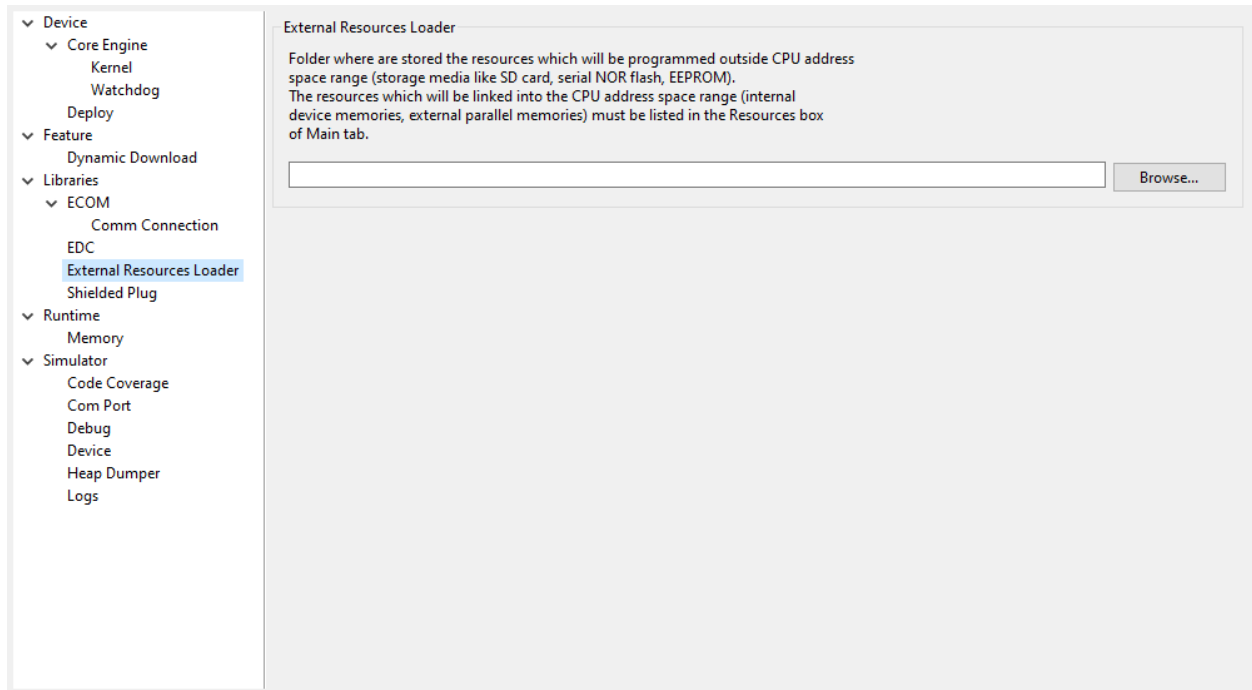 Device
Core Engine
Kernel
Watchdog
Deploy
Feature
Dynamic Download
Libraries
ECOM
Comm Connection
EDC
External Resources Loader
Shielded Plug
Runtime
Memory
Simulator
Code Coverage
Com Port
Debug
Device
Heap Dumper
Logs
External Resources Loader
Folder where are stored the resources which will be programmed outside CPU address
space range (storage media like SD card, serial NOR flash, EEPROM).
The resources which will be linked into the CPU address space range (internal
device memories, external parallel memories) must be listed in the Resources box
of Main tab.
Browse...